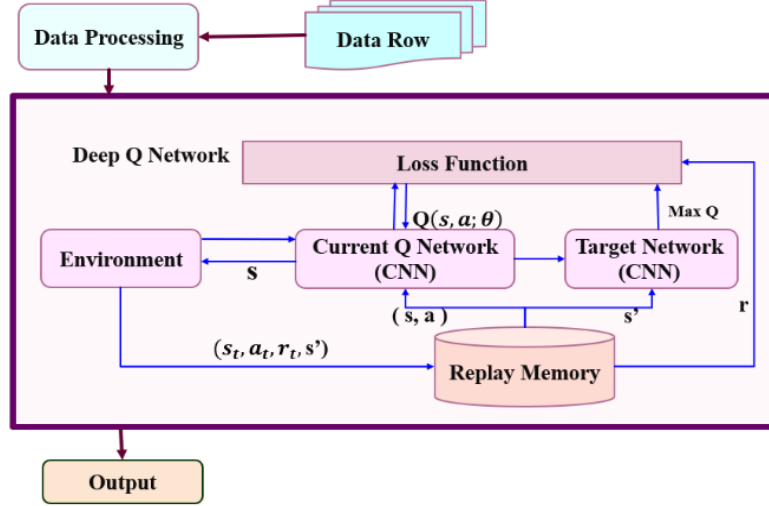 Data Processing
Data Row
Deep Q Network
Loss Function
Q(s, a; θ)
Max Q
Environment
s
Current Q Network
(CNN)
Target Network
(CNN)
( s, a )
s’
r
(sₜ, aₜ, rₜ, s’)
Replay Memory
Output